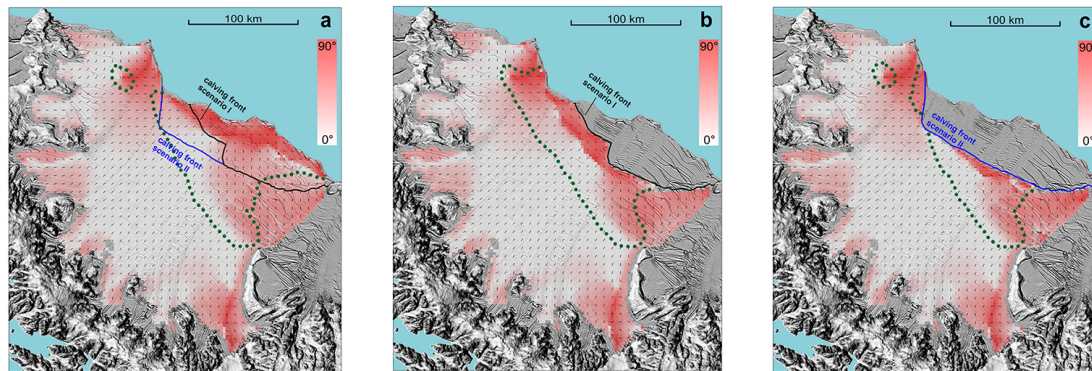 100 km
a
90°
0°
calving front
scenario I
calving front
scenario II
100 km
b
90°
0°
calving front
scenario I
100 km
c
90°
0°
calving front
scenario II